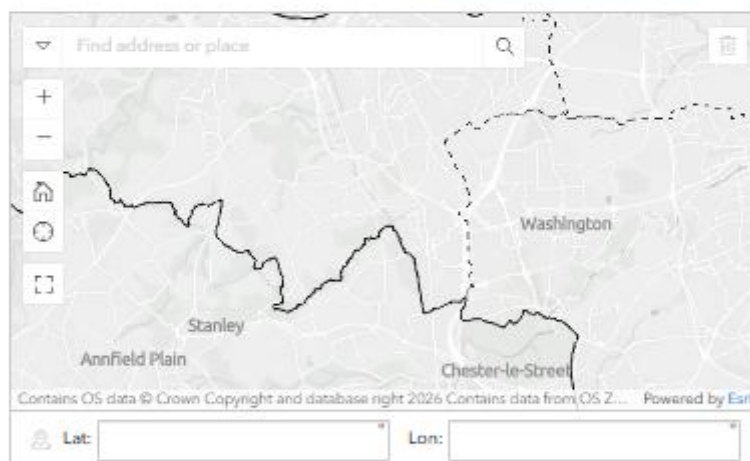 Find address or place
Washington
Stanley
Annfield Plain
Chester-le-Street
Contains OS data © Crown Copyright and database right 2026 Contains data from OS Z... Powered by Esri
Lat: Lon: